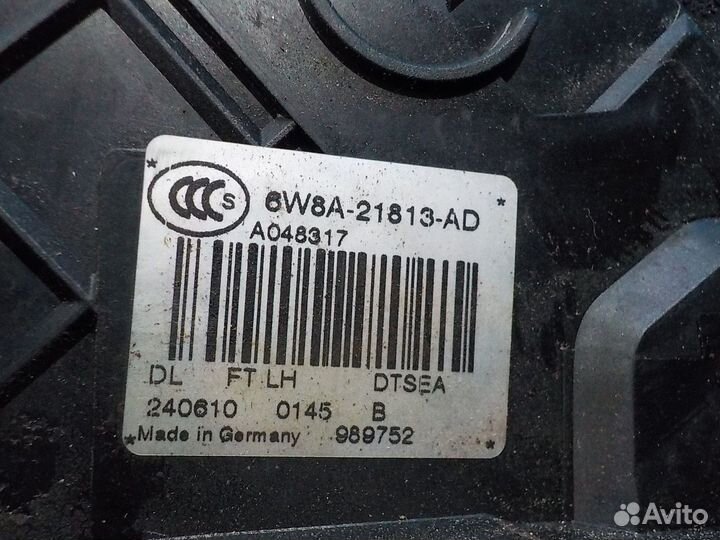 CCC S 6W8A-21813-AD
A048317
DL FT LH DTSEA
240610 0145 B
Made in Germany 989752
Avito